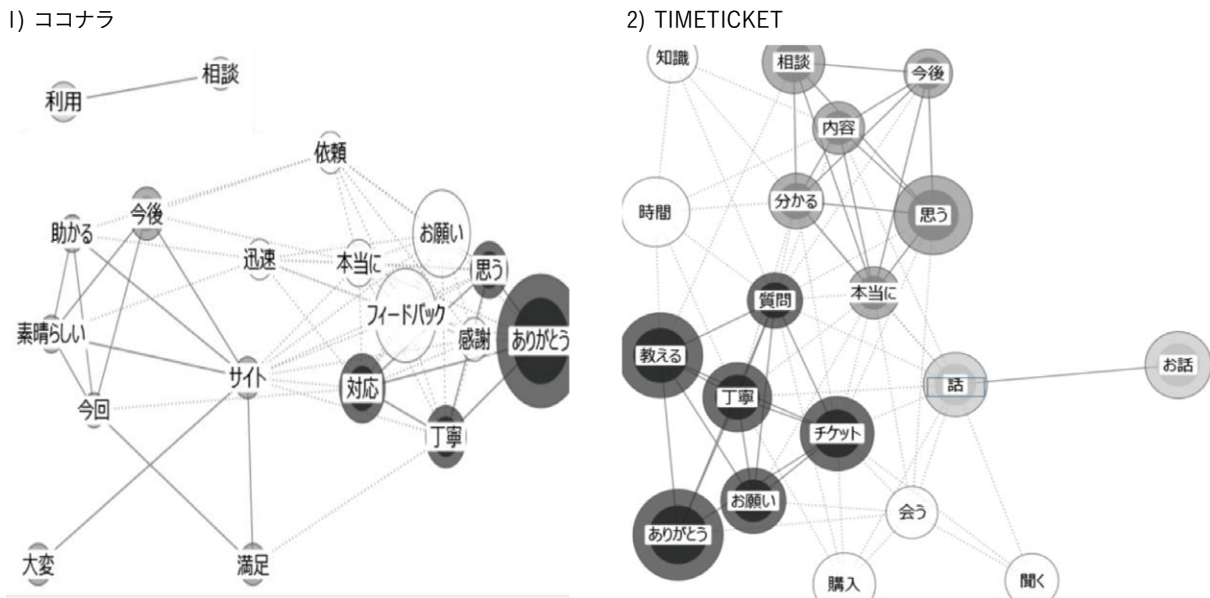 1) ココナラ
相談
利用
依頼
今後
助かる
お願い
迅速
本当に
思う
フィードバック
素晴らしい
感謝
ありがとう
サイト
対応
今回
丁寧
大変
満足
2) TIMETICKET
知識
相談
今後
内容
時間
分かる
思う
質問
本当に
教える
お話
話
丁寧
チケット
お願い
会う
ありがとう
購入
聞く